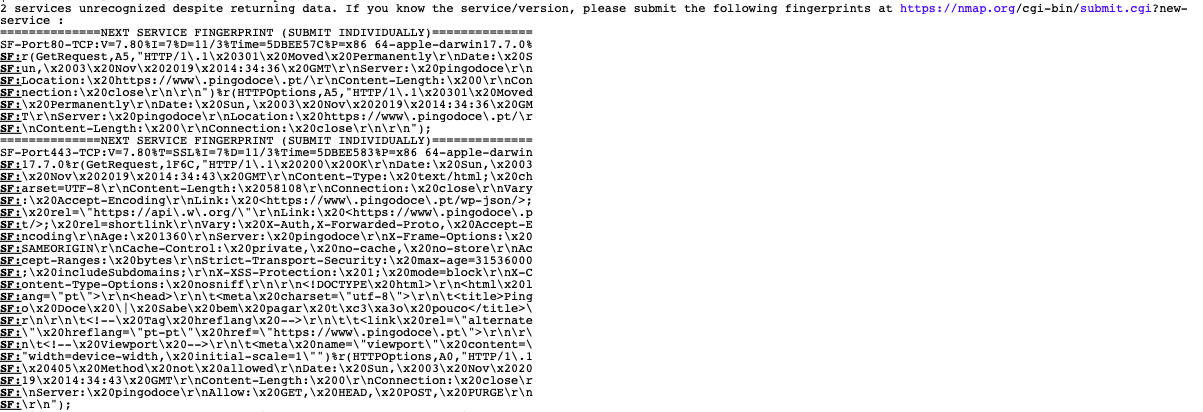 2 services unrecognized despite returning data. If you know the service/version, please submit the following fingerprints at https://nmap.org/cgi-bin/submit.cgi?new-
service :
==============NEXT SERVICE FINGERPRINT (SUBMIT INDIVIDUALLY)==============
SF-Port80-TCP:V=7.80%I=7%D=11/3%Time=5DBEE57C%P=x86 64-apple-darwin17.7.0%
SF:r(GetRequest,A5,"HTTP/1\.1\x20301\x20Moved\x20Permanently\r\nDate:\x20S
SF:un,\x2003\x20Nov\x202019\x2014:34:36\x20GMT\r\nServer:\x20pingodoce\r\n
SF:Location:\x20https://www\.pingodoce\.pt/\r\nContent-Length:\x200\r\nCon
SF:nection:\x20close\r\n\r\n")%r(HTTPOptions,A5,"HTTP/1\.1\x20301\x20Moved
SF:\x20Permanently\r\nDate:\x20Sun,\x2003\x20Nov\x202019\x2014:34:36\x20GM
SF:T\r\nServer:\x20pingodoce\r\nLocation:\x20https://www\.pingodoce\.pt/\r
SF:\nContent-Length:\x200\r\nConnection:\x20close\r\n\r\n");
==============NEXT SERVICE FINGERPRINT (SUBMIT INDIVIDUALLY)==============
SF-Port443-TCP:V=7.80%T=SSL%I=7%D=11/3%Time=5DBEE583%P=x86 64-apple-darwin
SF:17.7.0%r(GetRequest,1F6C,"HTTP/1\.1\x20200\x20OK\r\nDate:\x20Sun,\x2003
SF:\x20Nov\x202019\x2014:34:43\x20GMT\r\nContent-Type:\x20text/html;\x20ch
SF:arset=UTF-8\r\nContent-Length:\x2058108\r\nConnection:\x20close\r\nVary
SF::\x20Accept-Encoding\r\nLink:\x20<https://www\.pingodoce\.pt/wp-json/>;
SF:\x20rel=\"https://api\.w\.org/\"\r\nLink:\x20<https://www\.pingodoce\.p
SF:t/>;\x20rel=shortlink\r\nVary:\x20X-Auth,X-Forwarded-Proto,\x20Accept-E
SF:ncoding\r\nAge:\x201360\r\nServer:\x20pingodoce\r\nX-Frame-Options:\x20
SF:SAMEORIGIN\r\nCache-Control:\x20private,\x20no-cache,\x20no-store\r\nAc
SF:cept-Ranges:\x20bytes\r\nStrict-Transport-Security:\x20max-age=31536000
SF:;\x20includeSubdomains;\r\nX-XSS-Protection:\x201;\x20mode=block\r\nX-C
SF:ontent-Type-Options:\x20nosniff\r\n\r\n<!DOCTYPE\x20html>\r\n<html\x20l
SF:ang=\"pt\">\r\n<head>\r\n\t<meta\x20charset=\"utf-8\">\r\n\t<title>Ping
SF:o\x20Doce\x20\|\x20Sabe\x20bem\x20pagar\x20t\xc3\xa3o\x20pouco</title>\
SF:r\n\r\n\t<!--\x20Tag\x20hreflang\x20-->\r\n\t\t<link\x20rel=\"alternate
SF:\"\x20hreflang=\"pt-pt\"\x20href=\"https://www\.pingodoce\.pt\">\r\n\r\
SF:n\t<!--\x20Viewport\x20-->\r\n\t\t<meta\x20name=\"viewport\"\x20content=\
SF:"width=device-width,\x20initial-scale=1\"")%r(HTTPOptions,A0,"HTTP/1\.1
SF:\x20405\x20Method\x20not\x20allowed\r\nDate:\x20Sun,\x2003\x20Nov\x2020
SF:19\x2014:34:43\x20GMT\r\nContent-Length:\x200\r\nConnection:\x20close\r
SF:\nServer:\x20pingodoce\r\nAllow:\x20GET,\x20HEAD,\x20POST,\x20PURGE\r\n
SF:\r\n");